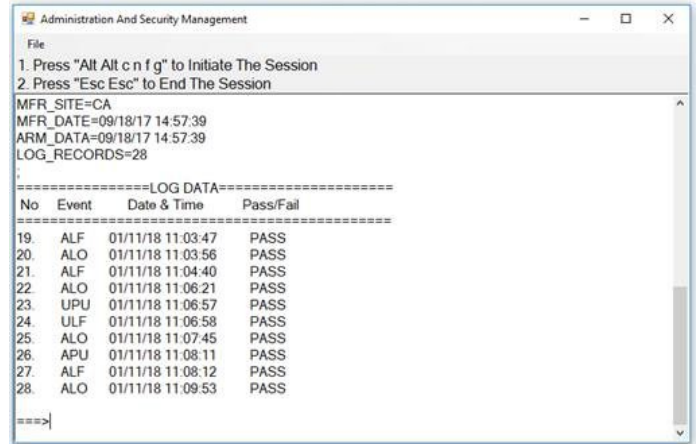 Administration And Security Management
File
1. Press "Alt Alt c n f g" to Initiate The Session
2. Press "Esc Esc" to End The Session
MFR_SITE=CA
MFR_DATE=09/18/17 14:57:39
ARM_DATA=09/18/17 14:57:39
LOG_RECORDS=28
;
================LOG DATA=====================
No Event Date & Time Pass/Fail
=============================================
19. ALF 01/11/18 11:03:47 PASS
20. ALO 01/11/18 11:03:56 PASS
21. ALF 01/11/18 11:04:40 PASS
22. ALO 01/11/18 11:06:21 PASS
23. UPU 01/11/18 11:06:57 PASS
24. ULF 01/11/18 11:06:58 PASS
25. ALO 01/11/18 11:07:45 PASS
26. APU 01/11/18 11:08:11 PASS
27. ALF 01/11/18 11:08:12 PASS
28. ALO 01/11/18 11:09:53 PASS
===>